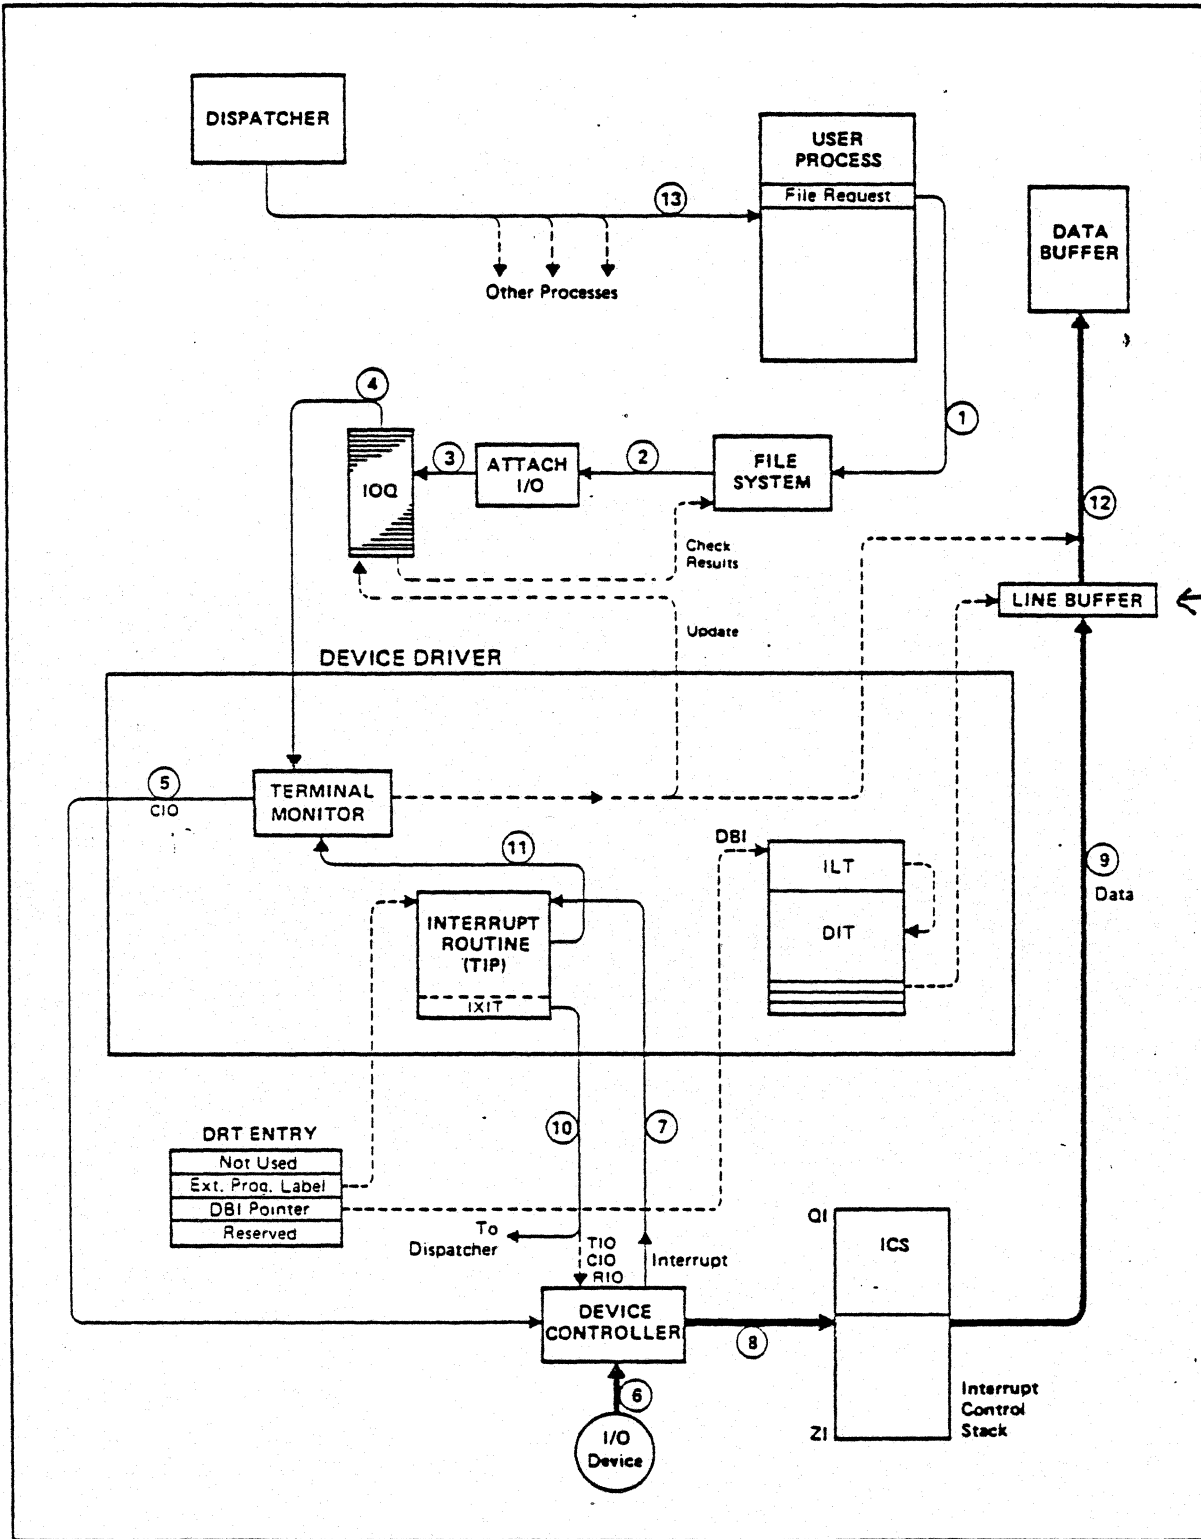 DISPATCHER
USER
PROCESS
File Request
13
DATA
BUFFER
Other Processes
4
1
3
2
IOQ
ATTACH
I/O
FILE
SYSTEM
12
Check
Results
LINE BUFFER
Update
DEVICE DRIVER
5
CIO
TERMINAL
MONITOR
11
DBI
ILT
DIT
9
Data
INTERRUPT
ROUTINE
(TIP)
IXIT
10
7
DRT ENTRY
Not Used
Ext. Prog. Label
DBI Pointer
Reserved
To
Dispatcher
TIO
CIO
RIO
Interrupt
QI
ICS
DEVICE
CONTROLLER
8
6
I/O
Device
ZI
Interrupt
Control
Stack